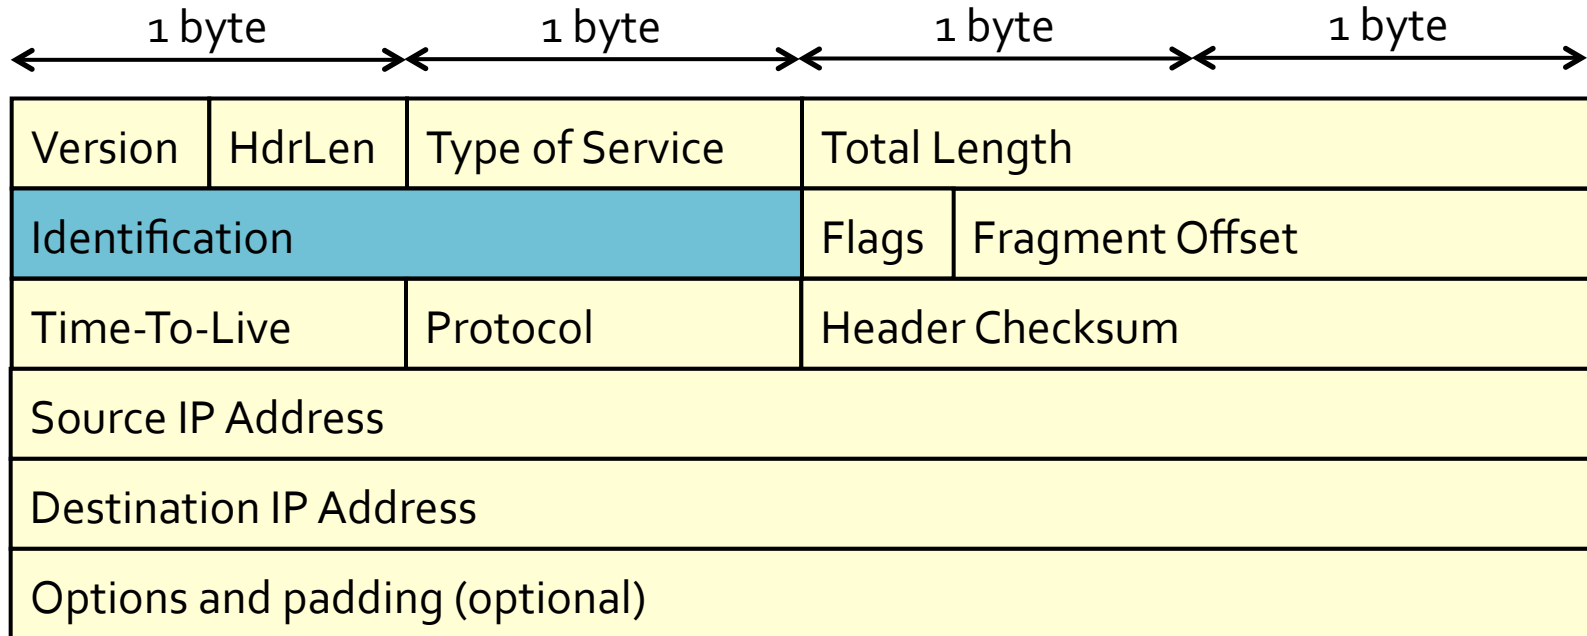 1 byte 1 byte 1 byte 1 byte
Version HdrLen Type of Service Total Length
Identification Flags Fragment Offset
Time-To-Live Protocol Header Checksum
Source IP Address
Destination IP Address
Options and padding (optional)